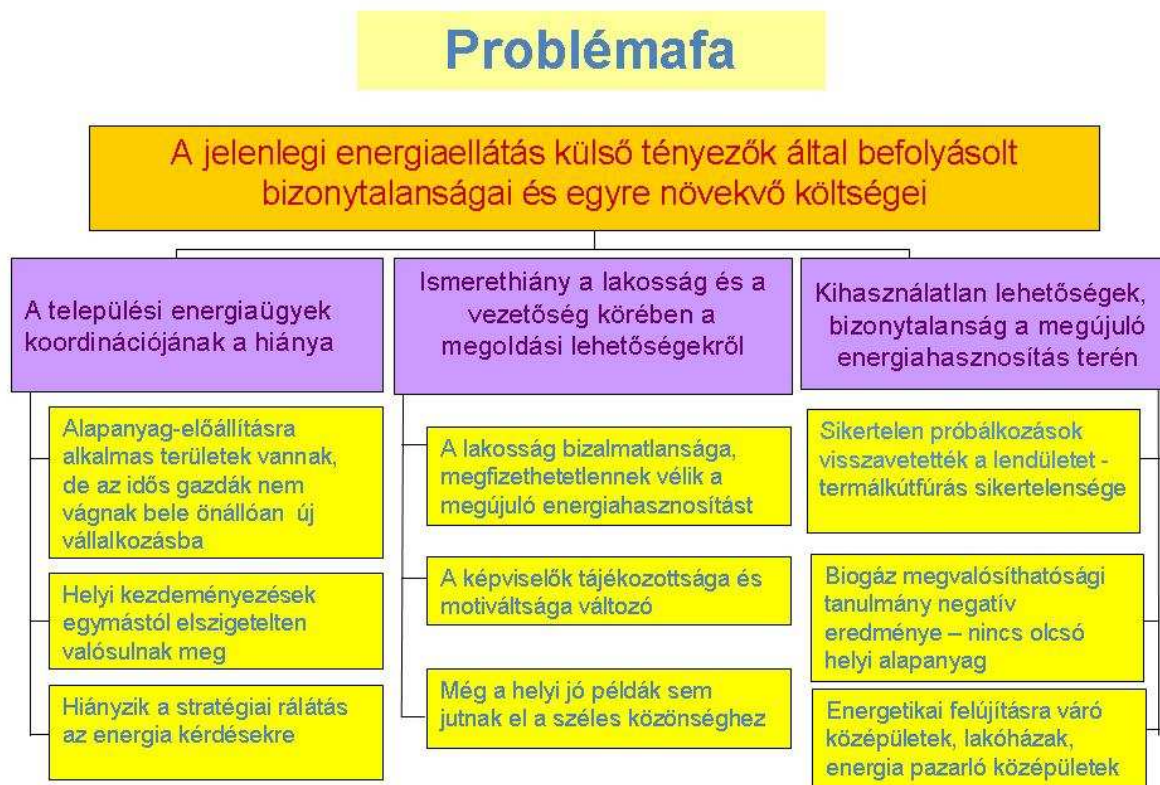 Problémafa
A jelenlegi energiaellátás külső tényezők által befolyásolt
bizonytalanságai és egyre növekvő költségei
A települési energiaügyek
koordinációjának a hiánya
Alapanyag-előállításra
alkalmas területek vannak,
de az idős gazdák nem
vágnak bele önállóan új
vállalkozásba
Helyi kezdeményezések
egymástól elszigetelten
valósulnak meg
Hiányzik a stratégiai rálátás
az energia kérdésekre
Ismerethiány a lakosság és a
vezetőség körében a
megoldási lehetőségekről
A lakosság bizalmatlansága,
megfizethetetlennek vélik a
megújuló energiahasznosítást
A képviselők tájékozottsága és
motiváltsága változó
Még a helyi jó példák sem
jutnak el a széles közönséghez
Kihasználatlan lehetőségek,
bizonytalanság a megújuló
energiahasznosítás terén
Sikertelen próbálkozások
visszavetették a lendületet -
termálkútfúrás sikertelensége
Biogáz megvalósíthatósági
tanulmány negatív
eredménye – nincs olcsó
helyi alapanyag
Energetikai felújításra váró
középületek, lakóházak,
energia pazarló középületek